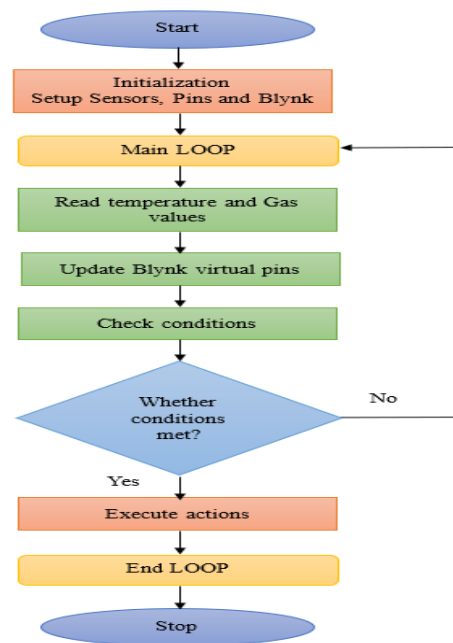 Start
Initialization
Setup Sensors, Pins and Blynk
Main LOOP
Read temperature and Gas
values
Update Blynk virtual pins
Check conditions
Whether
conditions
met?
No
Yes
Execute actions
End LOOP
Stop